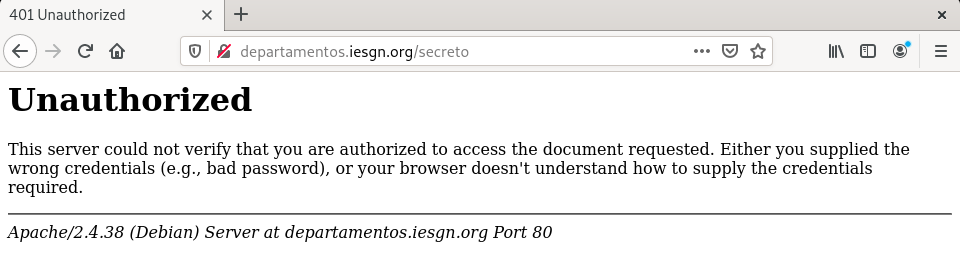 401 Unauthorized
departamentos.iesgn.org/secreto
Unauthorized
This server could not verify that you are authorized to access the document requested. Either you supplied the
wrong credentials (e.g., bad password), or your browser doesn't understand how to supply the credentials
required.
Apache/2.4.38 (Debian) Server at departamentos.iesgn.org Port 80